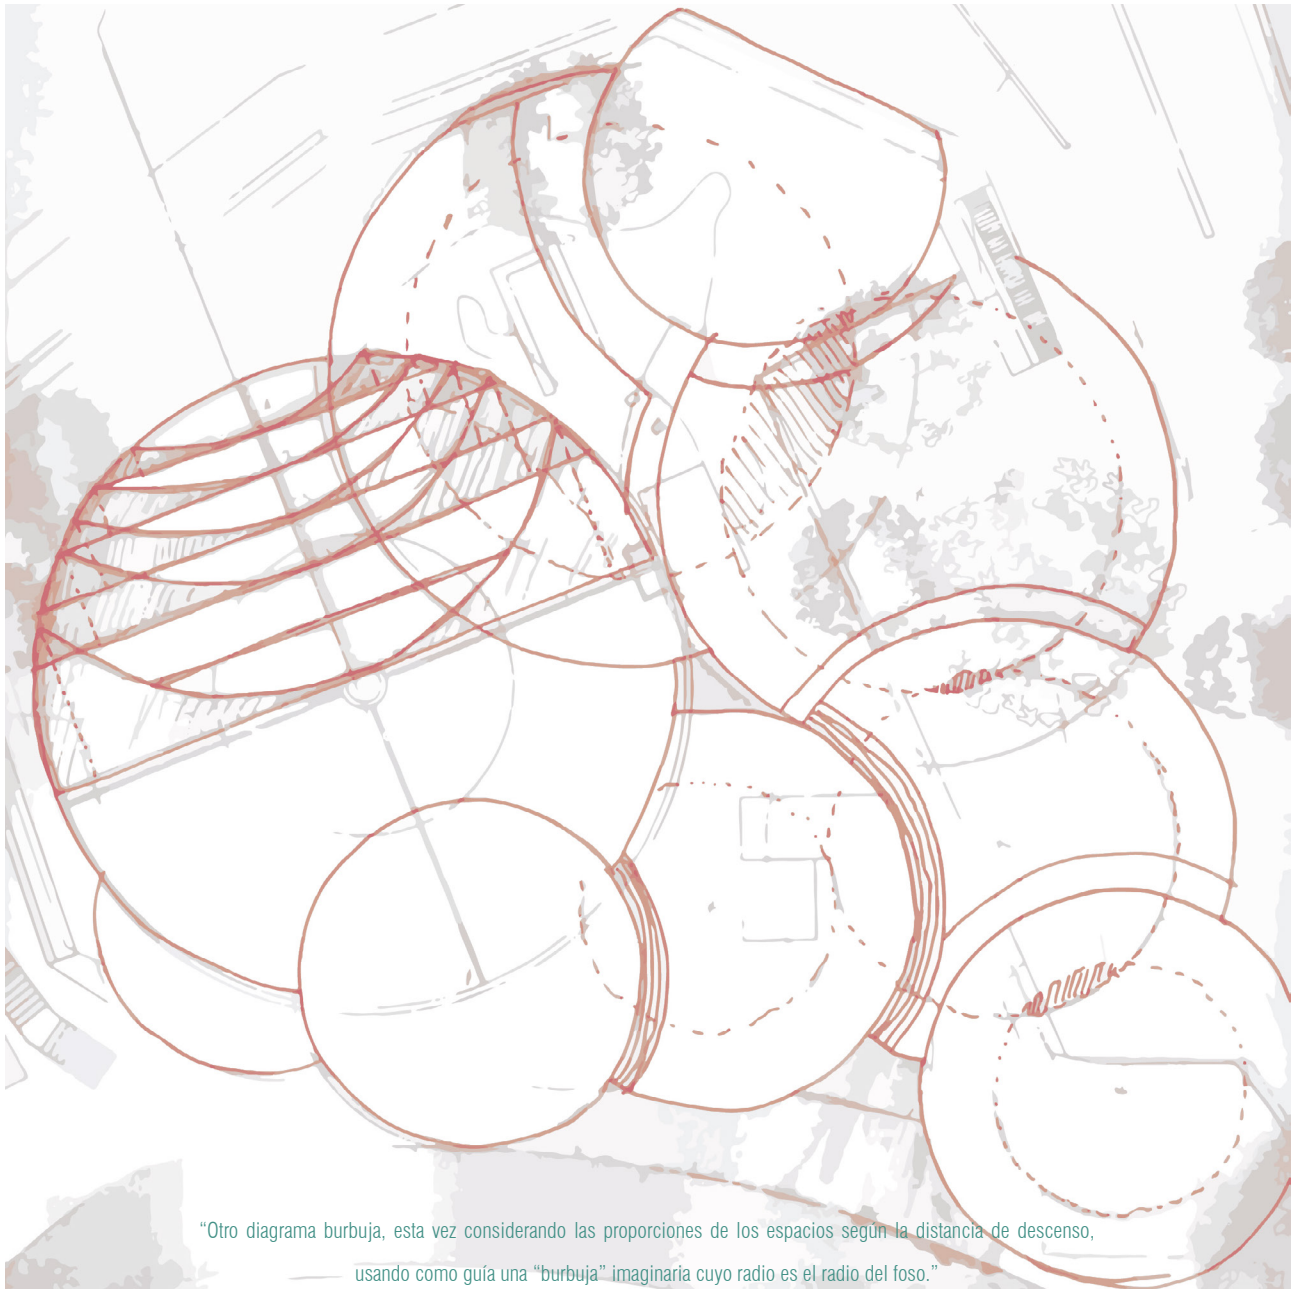 “Otro diagrama burbuja, esta vez considerando las proporciones de los espacios según la distancia de descenso,
usando como guía una “burbuja” imaginaria cuyo radio es el radio del foso.”